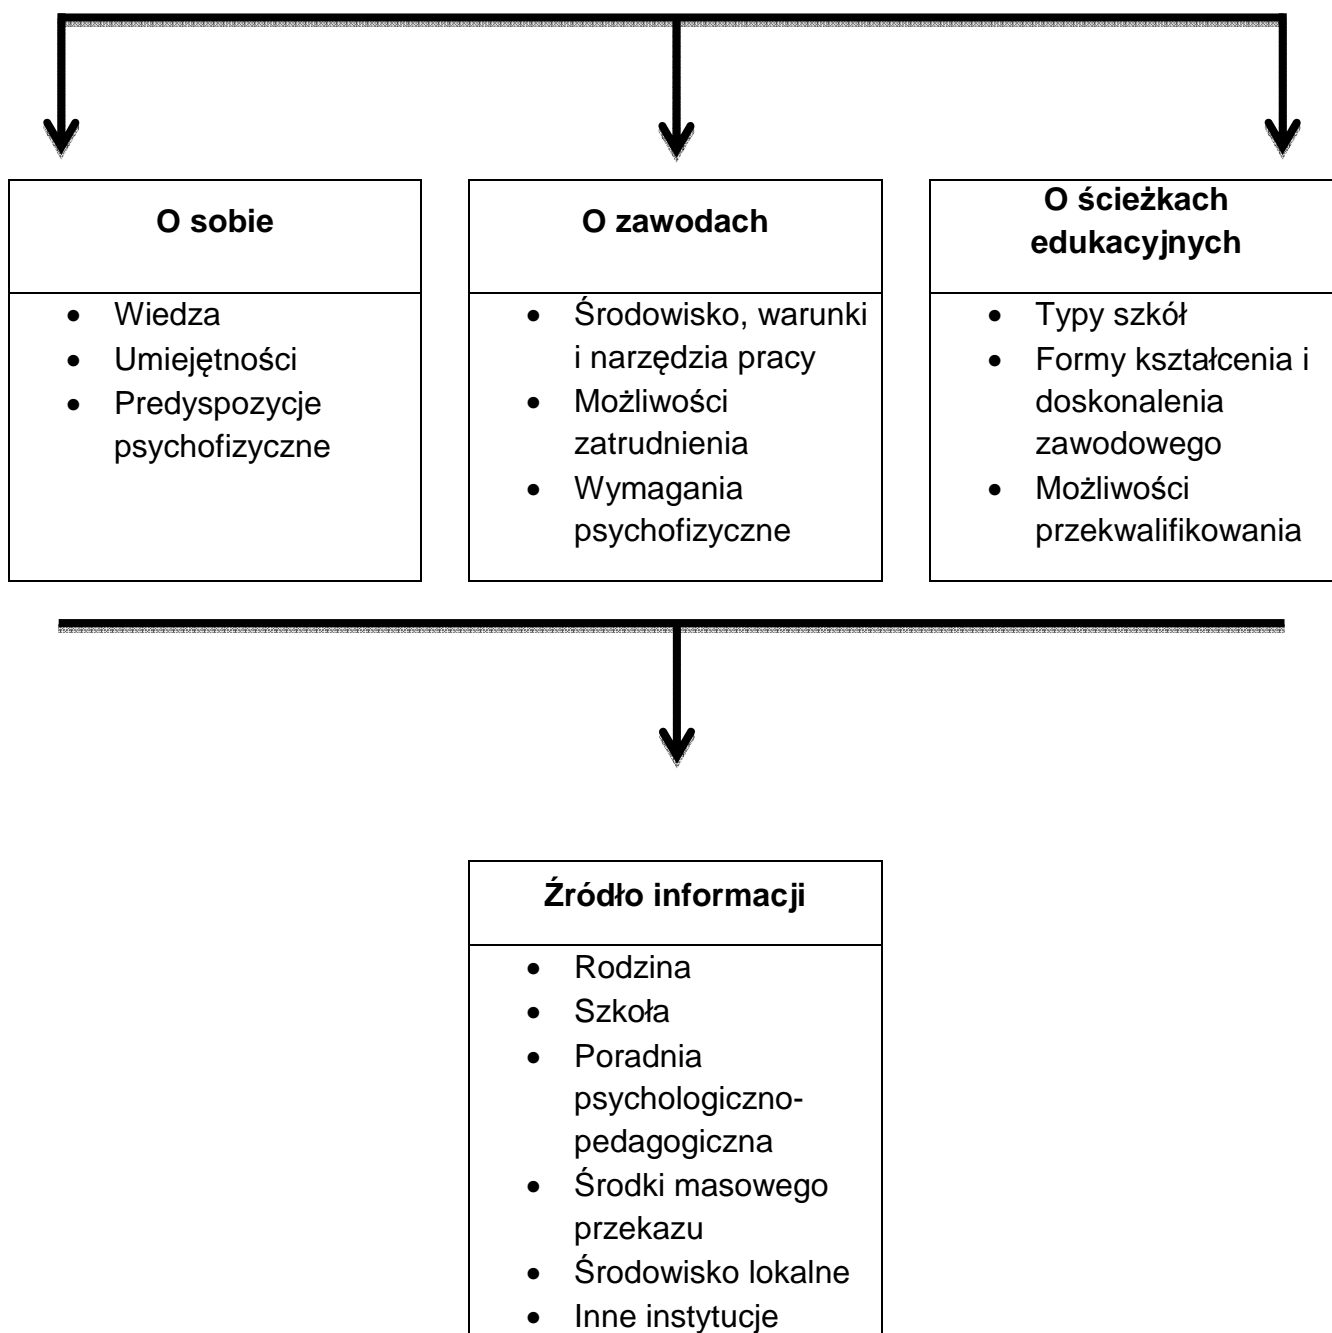 O sobie
• Wiedza
• Umiejętności
• Predyspozycje
psychofizyczne
O zawodach
• Środowisko, warunki
i narzędzia pracy
• Możliwości
zatrudnienia
• Wymagania
psychofizyczne
O ścieżkach
edukacyjnych
• Typy szkół
• Formy kształcenia i
doskonalenia
zawodowego
• Możliwości
przekwalifikowania
Źródło informacji
• Rodzina
• Szkoła
• Poradnia
psychologiczno-
pedagogiczna
• Środki masowego
przekazu
• Środowisko lokalne
• Inne instytucje